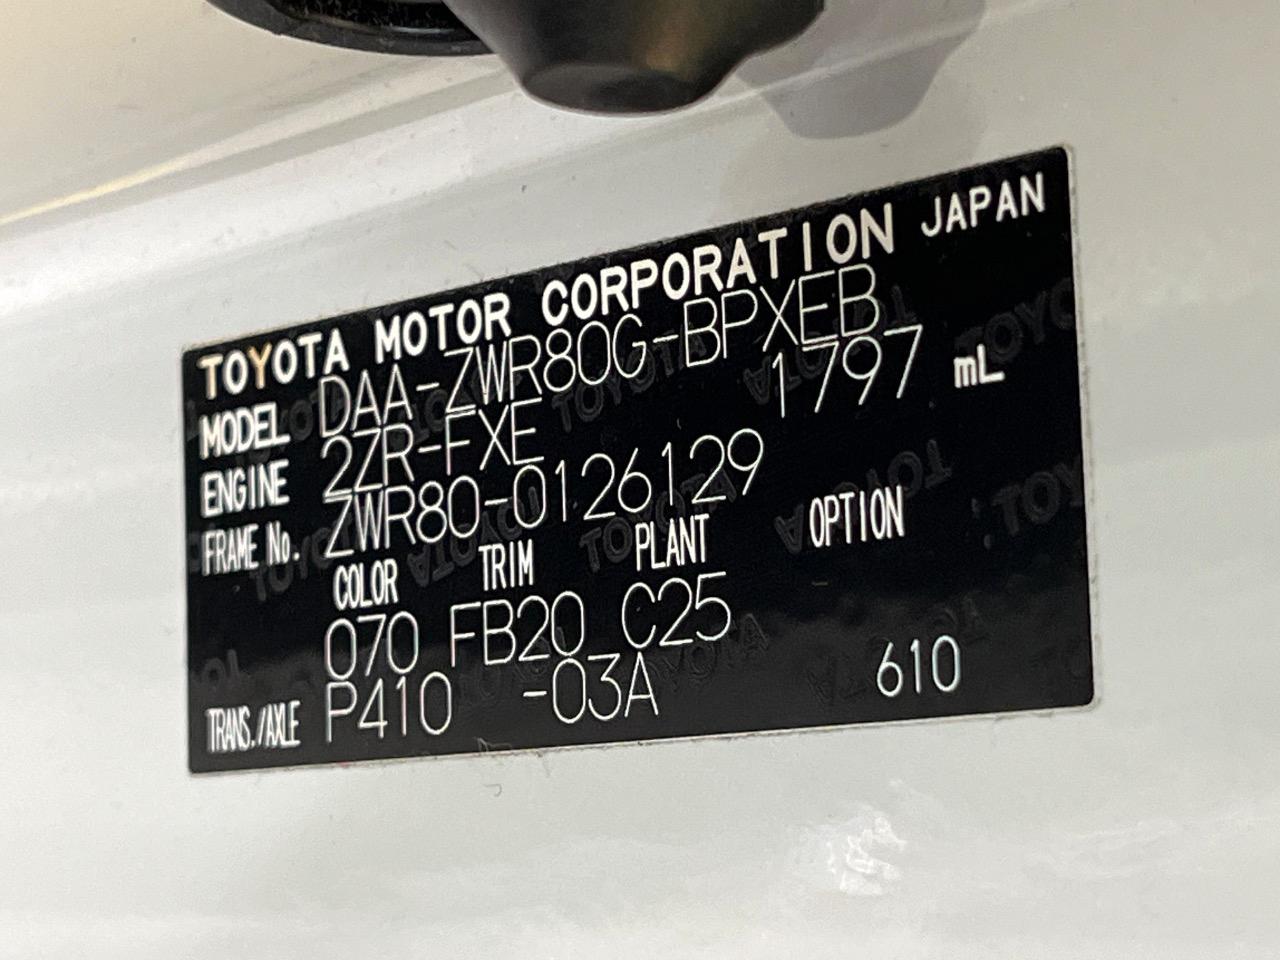 TOYOTA MOTOR CORPORATION JAPAN
MODEL DAA-ZWR80G-BPXEB
ENGINE 2ZR-FXE 1797 mL
FRAME No. ZWR80-0126129
COLOR TRIM PLANT OPTION
070 FB20 C25
TRANS./AXLE P410 -03A 610